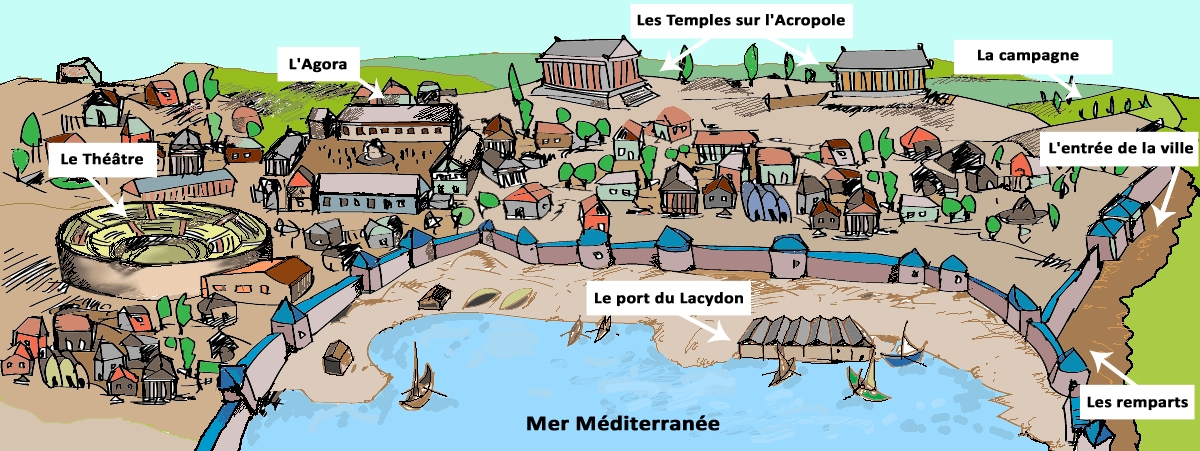 Les Temples sur l'Acropole
La campagne
L'Agora
L'entrée de la ville
Le Théâtre
Le port du Lacydon
Les remparts
Mer Méditerranée